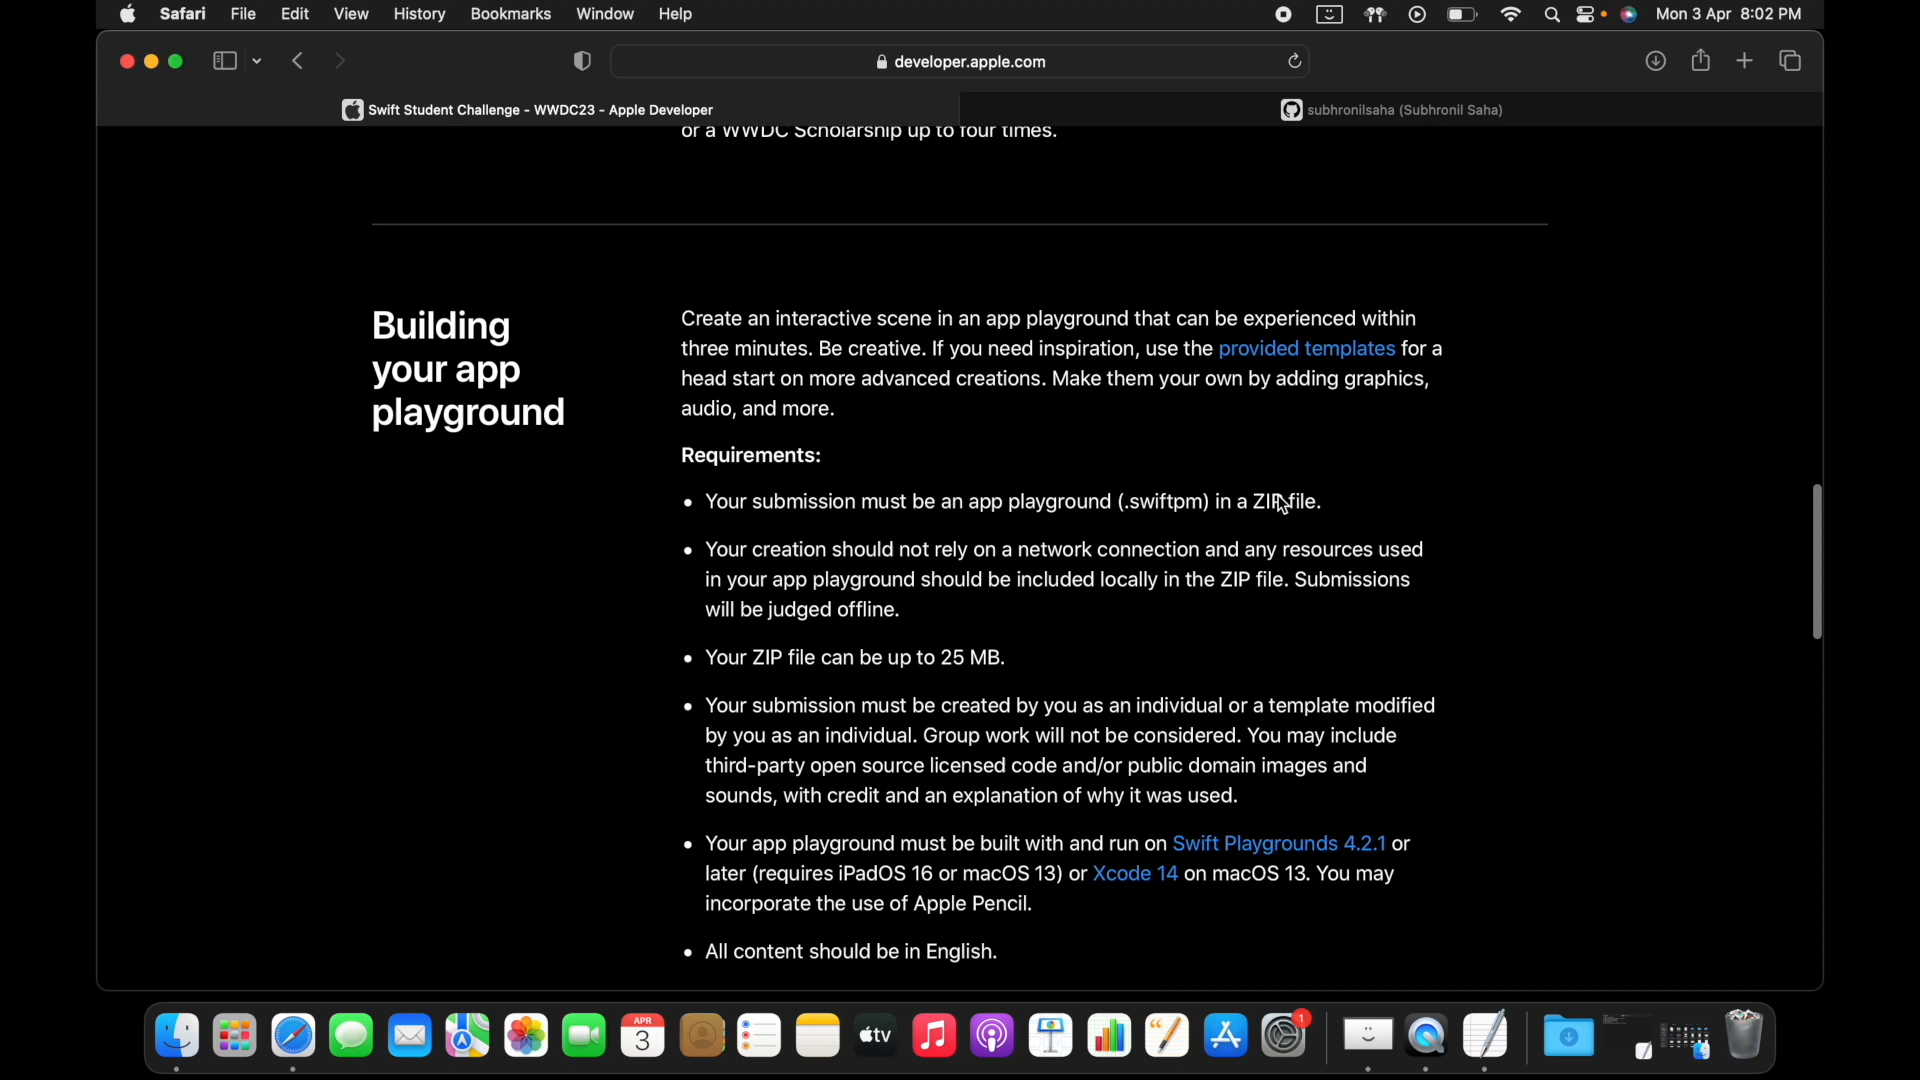 Safari File Edit View History Bookmarks Window Help Mon 3 Apr 8:02 PM
developer.apple.com
Swift Student Challenge - WWDC23 - Apple Developer
subhronilsaha (Subhronil Saha)
or a WWDC Scholarship up to four times.
Building
your app
playground
Create an interactive scene in an app playground that can be experienced within
three minutes. Be creative. If you need inspiration, use the provided templates for a
head start on more advanced creations. Make them your own by adding graphics,
audio, and more.
Requirements:
• Your submission must be an app playground (.swiftpm) in a ZIP file.
• Your creation should not rely on a network connection and any resources used
in your app playground should be included locally in the ZIP file. Submissions
will be judged offline.
• Your ZIP file can be up to 25 MB.
• Your submission must be created by you as an individual or a template modified
by you as an individual. Group work will not be considered. You may include
third-party open source licensed code and/or public domain images and
sounds, with credit and an explanation of why it was used.
• Your app playground must be built with and run on Swift Playgrounds 4.2.1 or
later (requires iPadOS 16 or macOS 13) or Xcode 14 on macOS 13. You may
incorporate the use of Apple Pencil.
• All content should be in English.
APR
3
tv
1